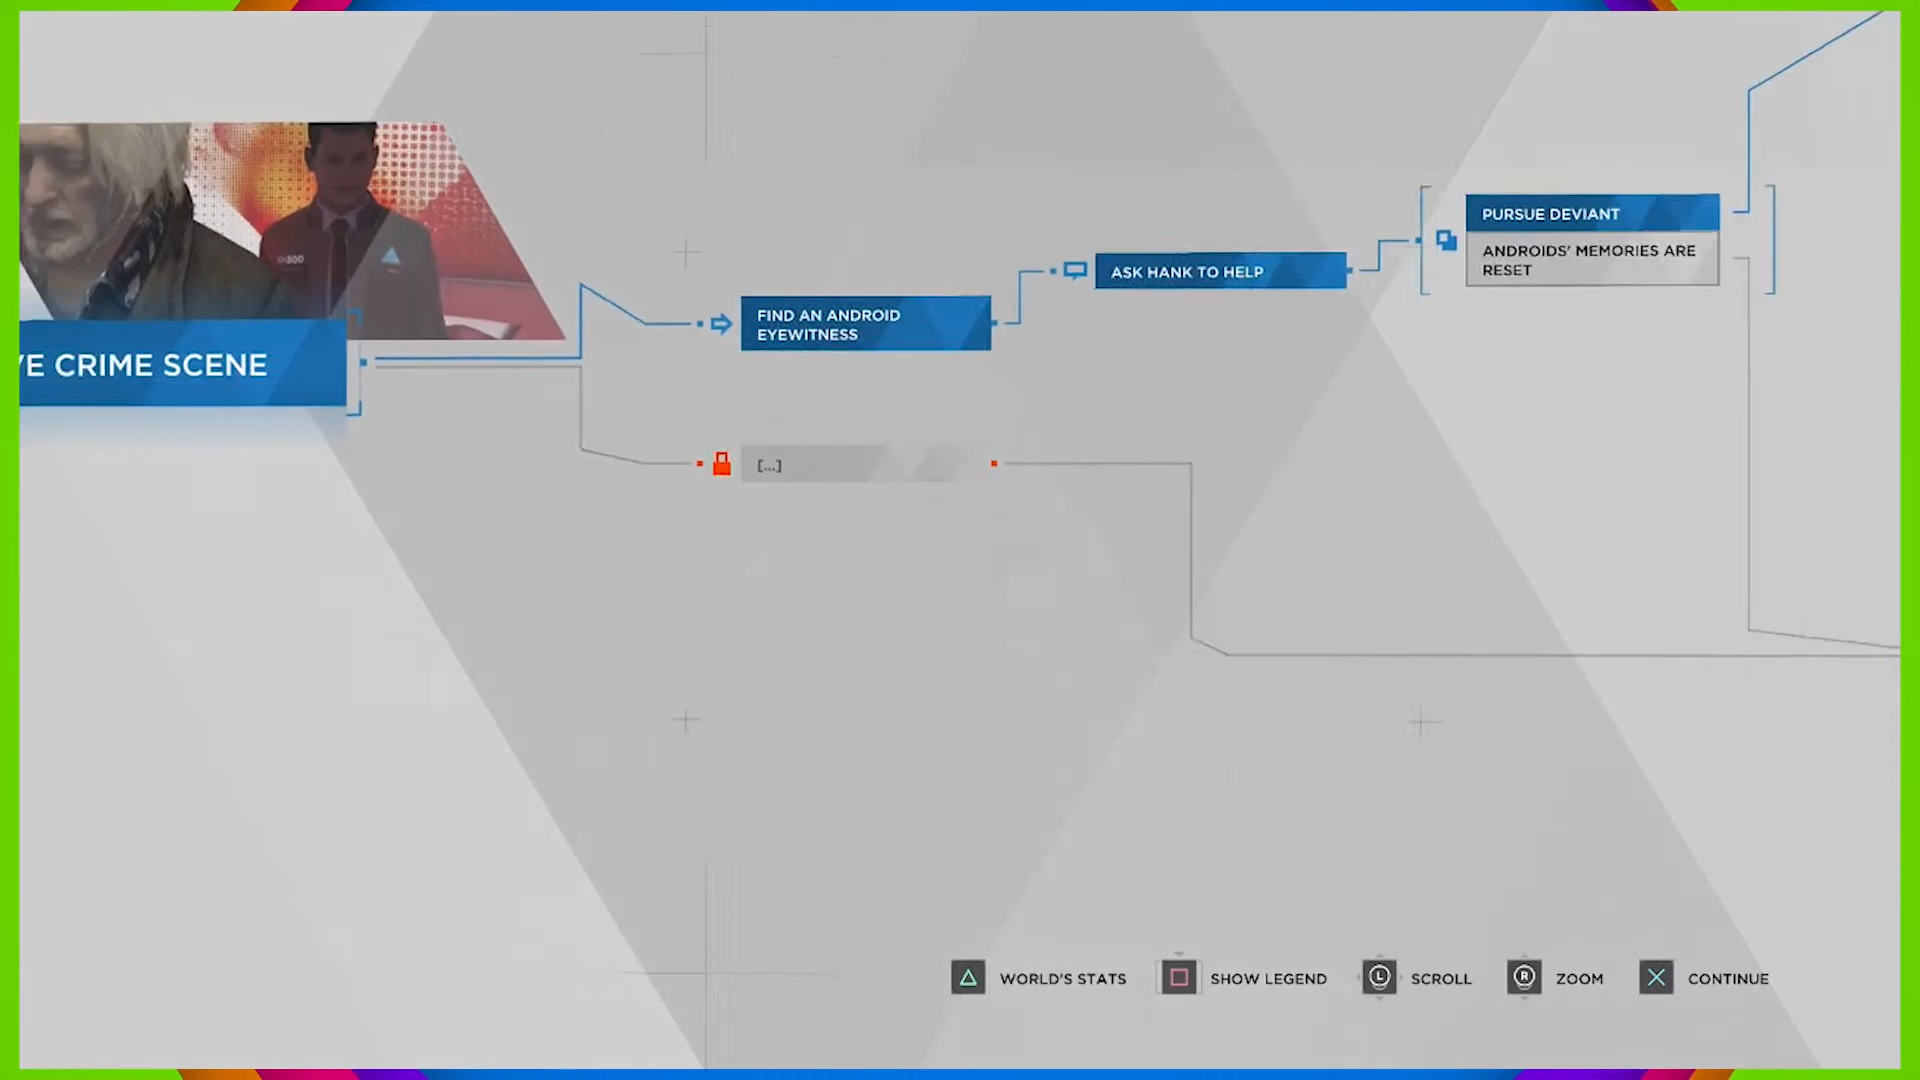 PURSUE DEVIANT
ANDROIDS' MEMORIES ARE
RESET
ASK HANK TO HELP
FIND AN ANDROID
EYEWITNESS
E CRIME SCENE
[...]
WORLD'S STATS
SHOW LEGEND
L
SCROLL
R
ZOOM
CONTINUE